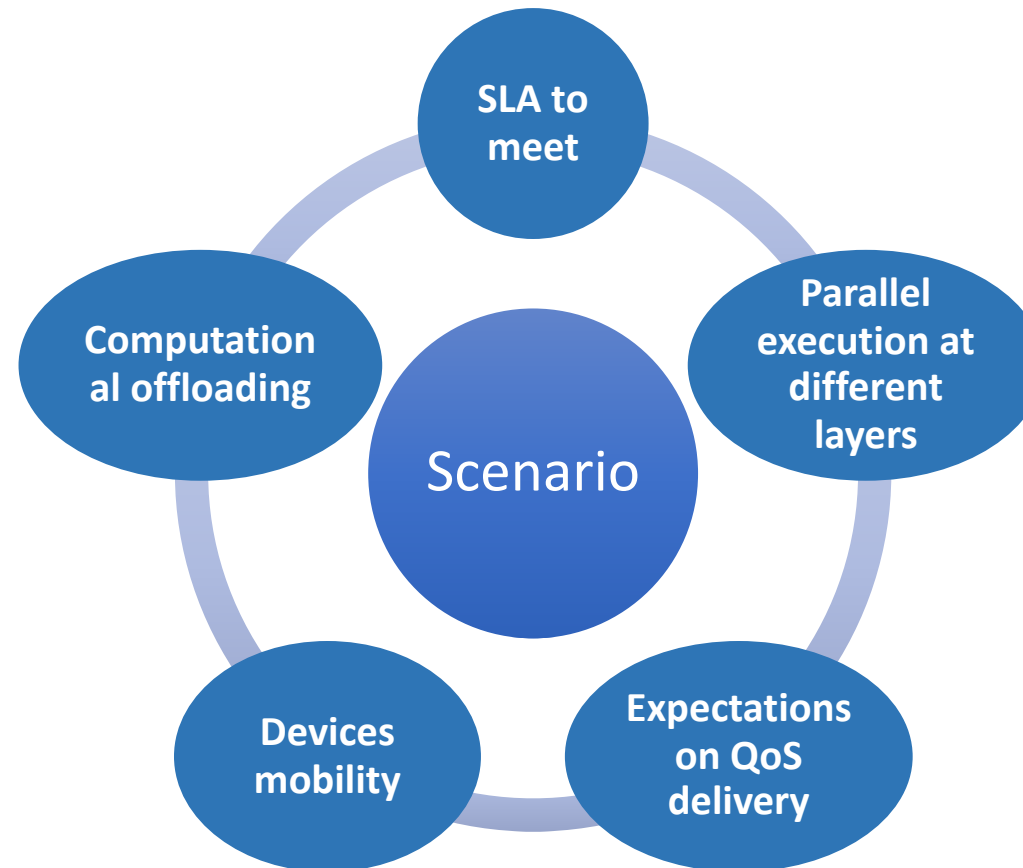 SLA to
meet
Parallel
execution at
different
layers
Expectations
on QoS
delivery
Devices
mobility
Computation
al offloading
Scenario